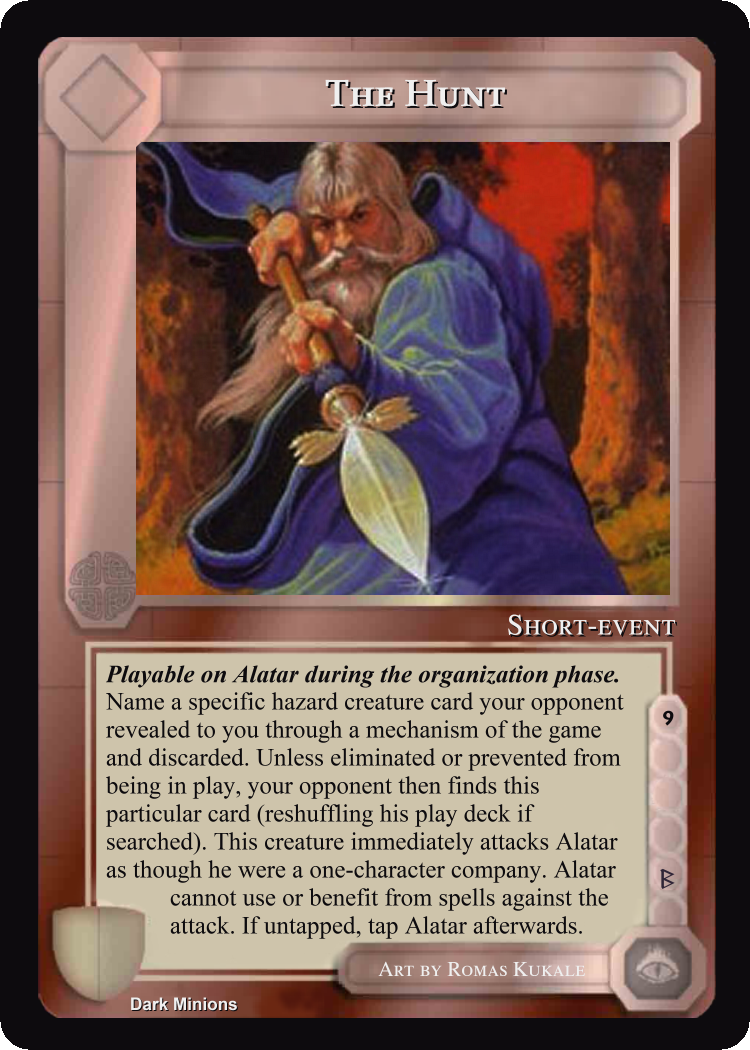 The Hunt
Short-event
Playable on Alatar during the organization phase.
Name a specific hazard creature card your opponent
revealed to you through a mechanism of the game
and discarded. Unless eliminated or prevented from
being in play, your opponent then finds this
particular card (reshuffling his play deck if
searched). This creature immediately attacks Alatar
as though he were a one-character company. Alatar
cannot use or benefit from spells against the
attack. If untapped, tap Alatar afterwards.
9
ᛒ
Art by Romas Kukale
Dark Minions